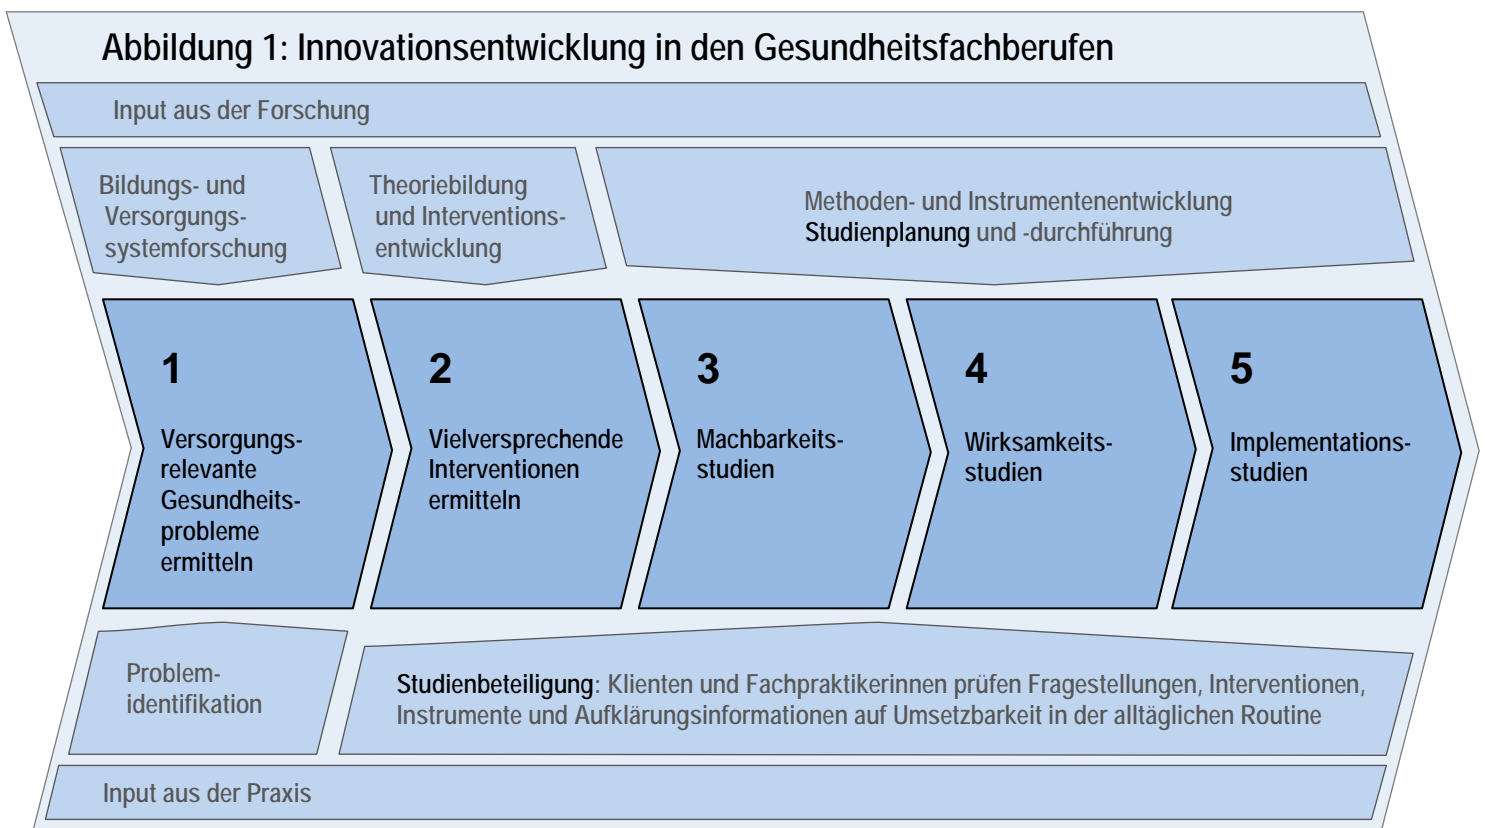 Abbildung 1: Innovationsentwicklung in den Gesundheitsfachberufen
Input aus der Forschung
Bildungs- und
Versorgungs-
systemforschung
Theoriebildung
und Interventions-
entwicklung
Methoden- und Instrumentenentwicklung
Studienplanung und -durchführung
1
Versorgungs-
relevante
Gesundheits-
probleme
ermitteln
2
Vielversprechende
Interventionen
ermitteln
3
Machbarkeits-
studien
4
Wirksamkeits-
studien
5
Implementations-
studien
Problem-
identifikation
Studienbeteiligung: Klienten und Fachpraktikerinnen prüfen Fragestellungen, Interventionen,
Instrumente und Aufklärungsinformationen auf Umsetzbarkeit in der alltäglichen Routine
Input aus der Praxis